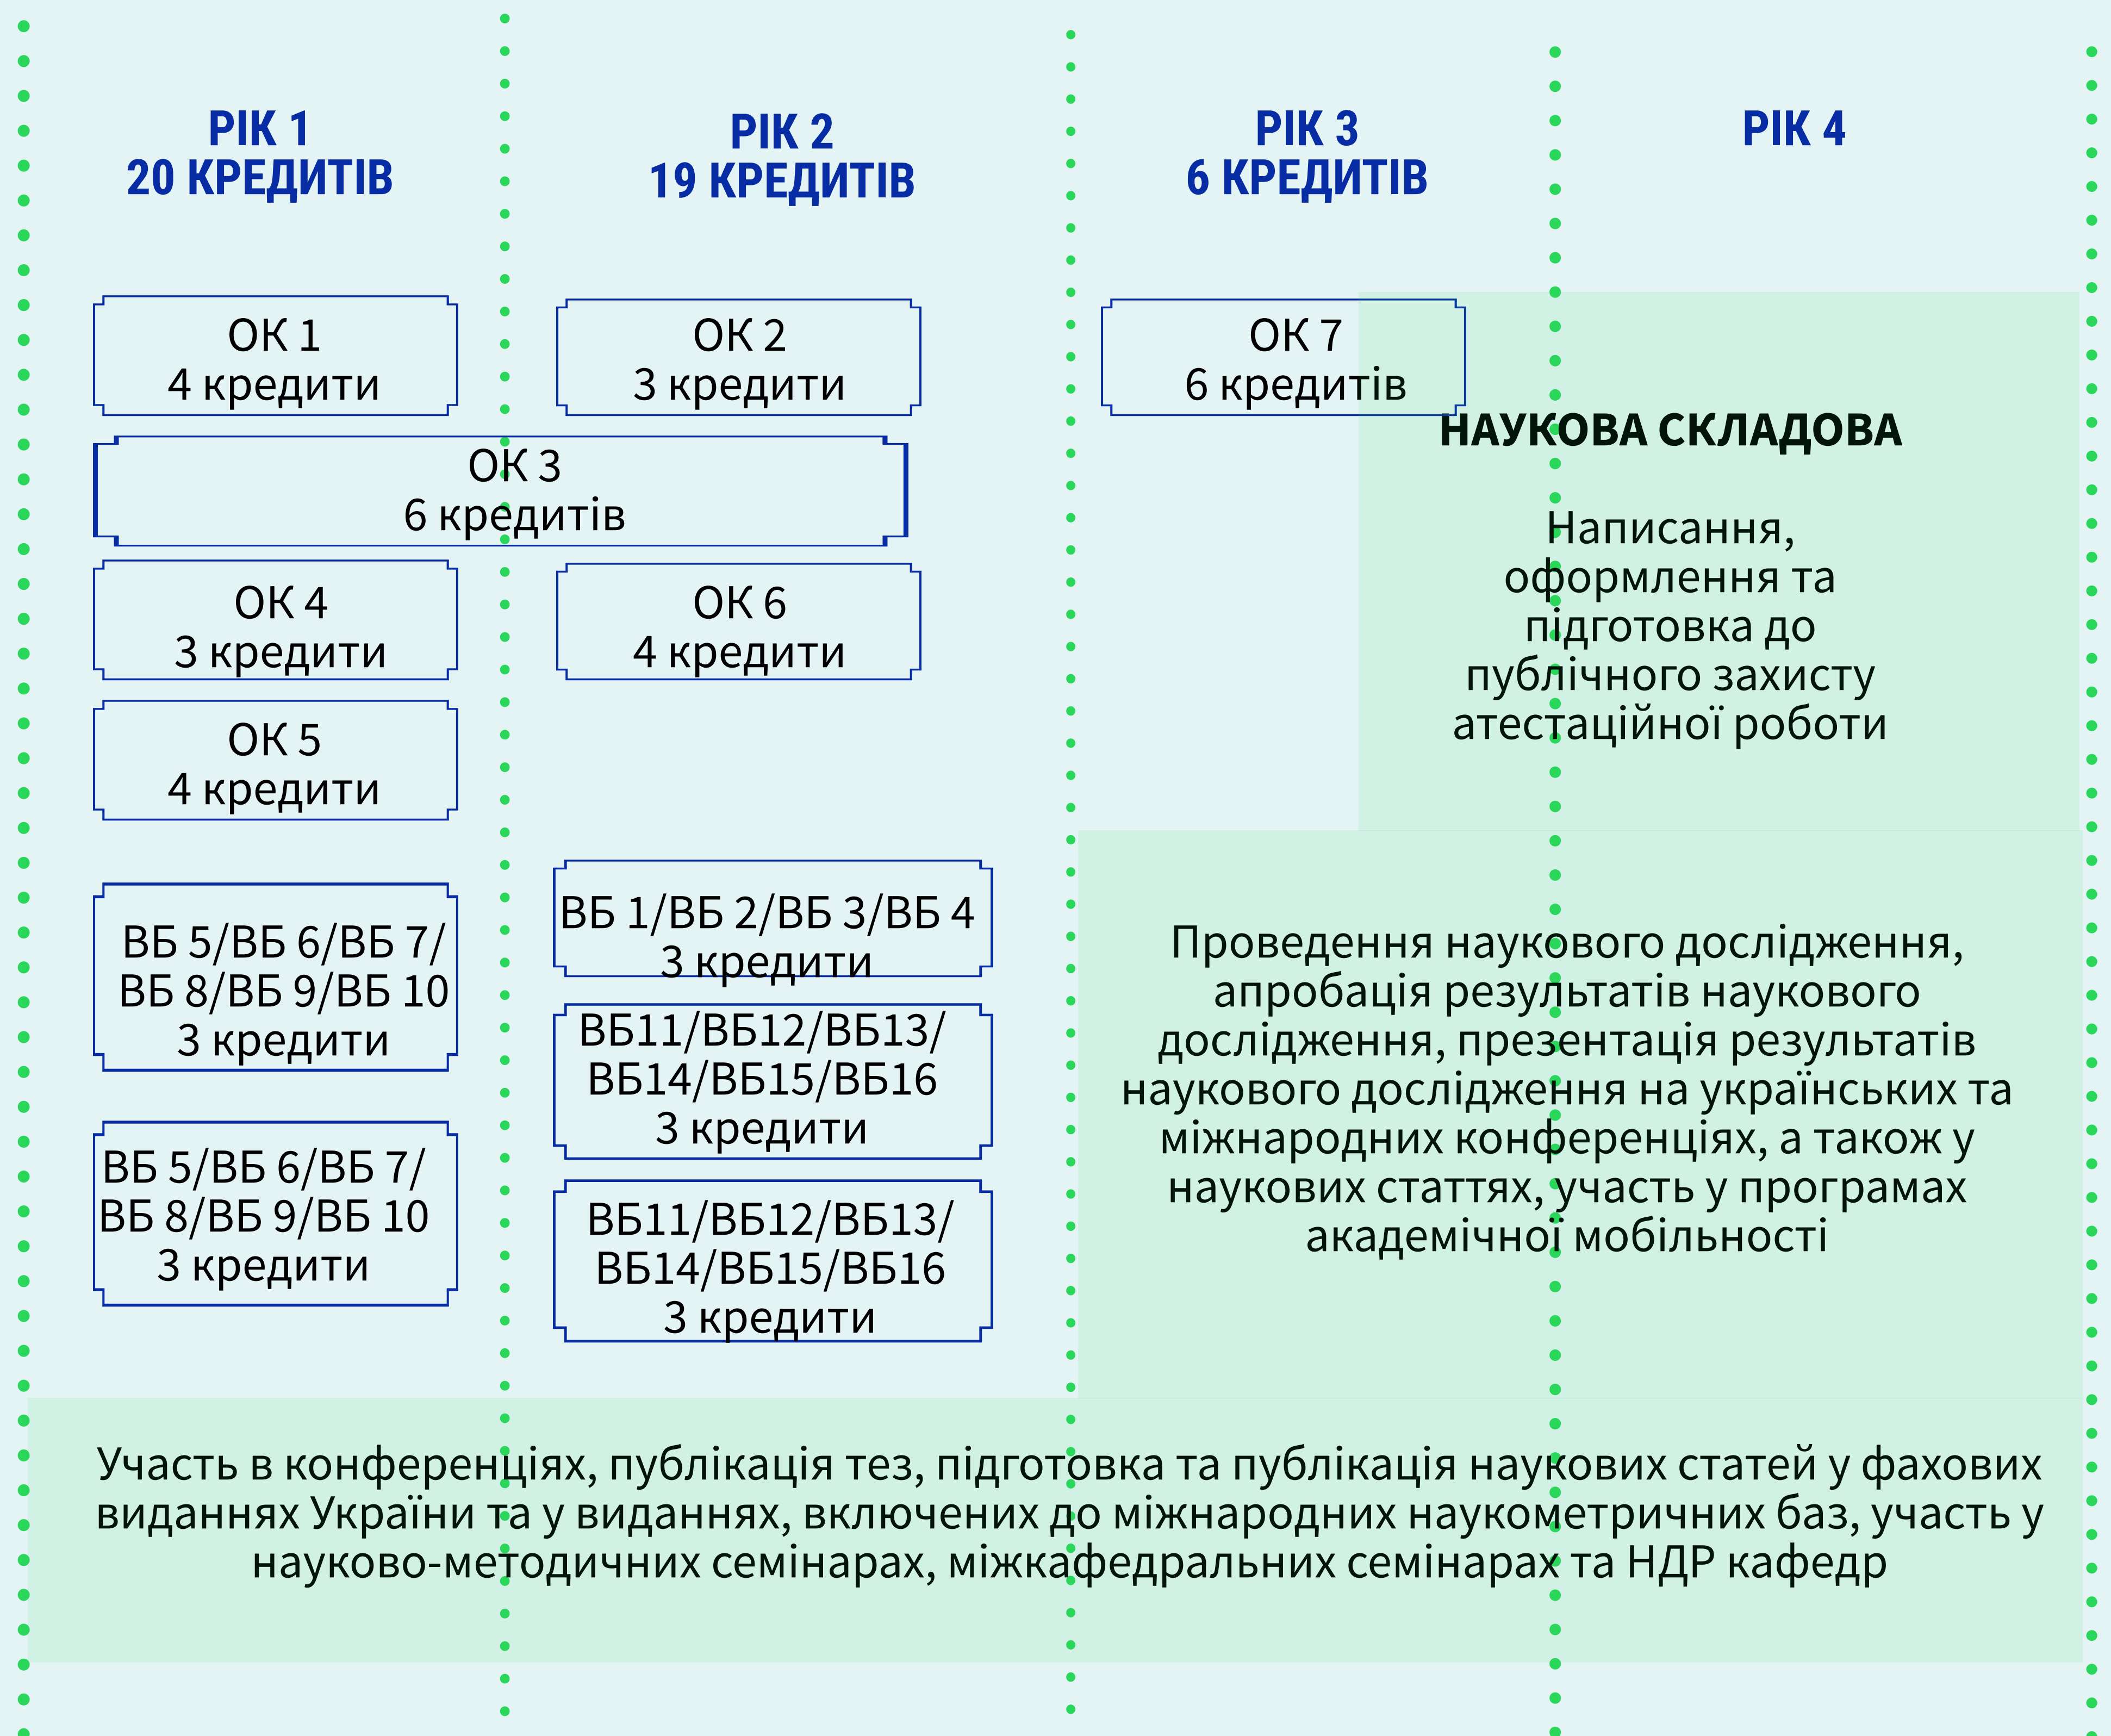 РІК 1
20 КРЕДИТІВ
РІК 2
19 КРЕДИТІВ
РІК 3
6 КРЕДИТІВ
РІК 4
ОК 1
4 кредити
ОК 2
3 кредити
ОК 7
6 кредитів
ОК 3
6 кредитів
ОК 4
3 кредити
ОК 6
4 кредити
ОК 5
4 кредити
НАУКОВА СКЛАДОВА
Написання,
оформлення та
підготовка до
публічного захисту
атестаційної роботи
ВБ 5/ВБ 6/ВБ 7/
ВБ 8/ВБ 9/ВБ 10
3 кредити
ВБ 5/ВБ 6/ВБ 7/
ВБ 8/ВБ 9/ВБ 10
3 кредити
ВБ 1/ВБ 2/ВБ 3/ВБ 4
3 кредити
ВБ11/ВБ12/ВБ13/
ВБ14/ВБ15/ВБ16
3 кредити
ВБ11/ВБ12/ВБ13/
ВБ14/ВБ15/ВБ16
3 кредити
Проведення наукового дослідження,
апробація результатів наукового
дослідження, презентація результатів
наукового дослідження на українських та
міжнародних конференціях, а також у
наукових статтях, участь у програмах
академічної мобільності
Участь в конференціях, публікація тез, підготовка та публікація наукових статей у фахових
виданнях України та у виданнях, включених до міжнародних наукометричних баз, участь у
науково-методичних семінарах, міжкафедральних семінарах та НДР кафедр